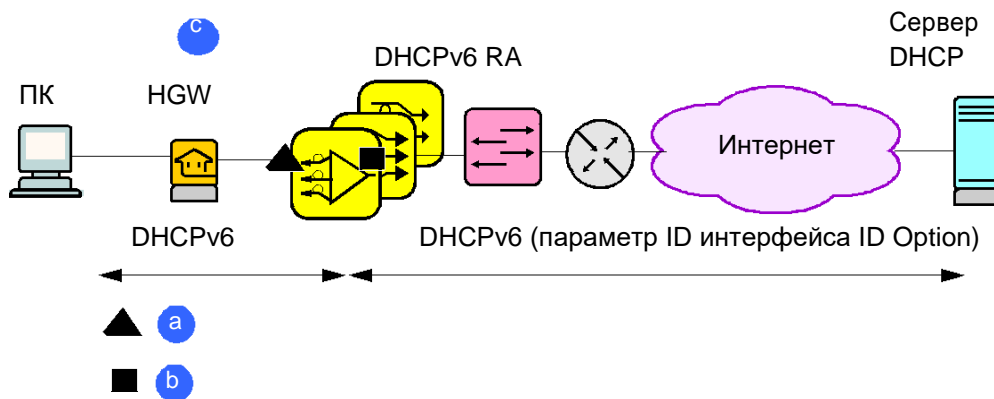 c
Сервер
DHCP
DHCPv6 RA
ПК
HGW
Интернет
DHCPv6
DHCPv6 (параметр ID интерфейса ID Option)
a
b